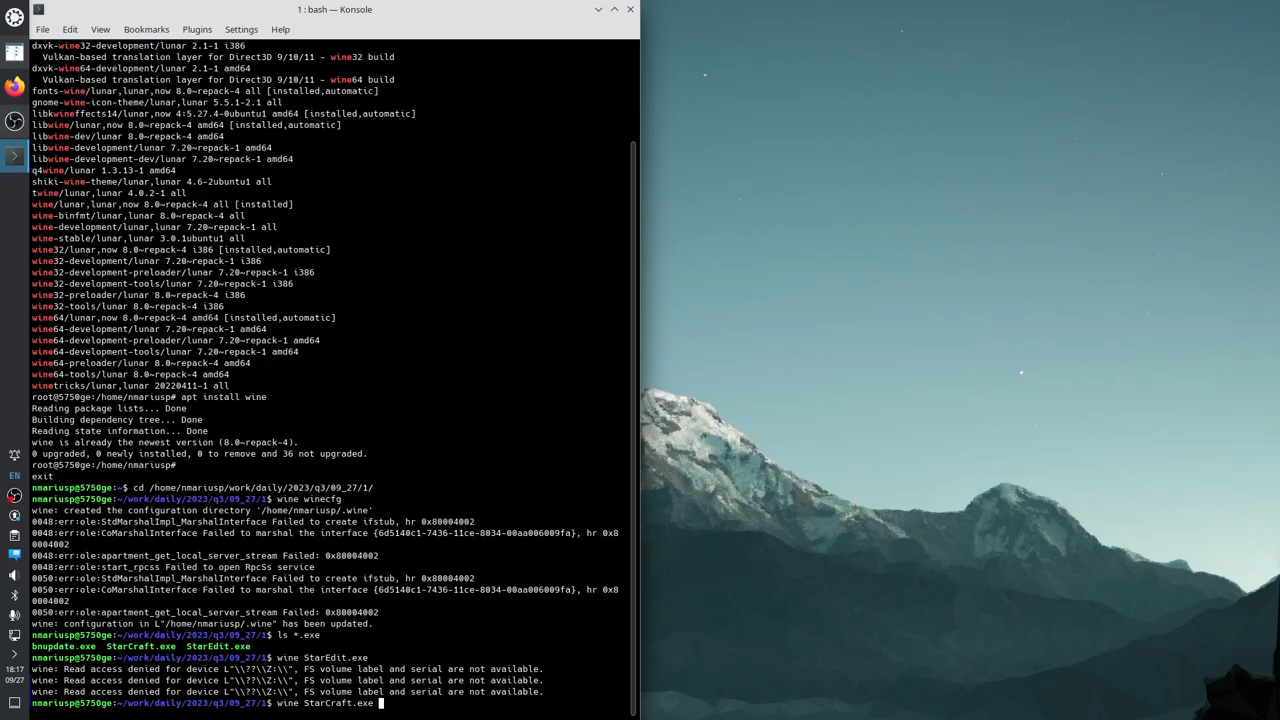 1 : bash — Konsole
File Edit View Bookmarks Plugins Settings Help
dxvk-wine32-development/lunar 2.1-1 i386
  Vulkan-based translation layer for Direct3D 9/10/11 - wine32 build
dxvk-wine64-development/lunar 2.1-1 amd64
  Vulkan-based translation layer for Direct3D 9/10/11 - wine64 build
fonts-wine/lunar,lunar,now 8.0~repack-4 all [installed,automatic]
gnome-wine-icon-theme/lunar,lunar 5.5.1-2.1 all
libkwineffects14/lunar,now 4:5.27.4-0ubuntu1 amd64 [installed,automatic]
libwine/lunar,now 8.0~repack-4 amd64 [installed,automatic]
libwine-dev/lunar 8.0~repack-4 amd64
libwine-development/lunar 7.20~repack-1 amd64
libwine-development-dev/lunar 7.20~repack-1 amd64
q4wine/lunar 1.3.13-1 amd64
shiki-wine-theme/lunar,lunar 4.6-2ubuntu1 all
twine/lunar,lunar 4.0.2-1 all
wine/lunar,lunar,now 8.0~repack-4 all [installed]
wine-binfmt/lunar,lunar 8.0~repack-4 all
wine-development/lunar,lunar 7.20~repack-1 all
wine-stable/lunar,lunar 3.0.1ubuntu1 all
wine32/lunar,now 8.0~repack-4 i386 [installed,automatic]
wine32-development/lunar 7.20~repack-1 i386
wine32-development-preloader/lunar 7.20~repack-1 i386
wine32-development-tools/lunar 7.20~repack-1 i386
wine32-preloader/lunar 8.0~repack-4 i386
wine32-tools/lunar 8.0~repack-4 i386
wine64/lunar,now 8.0~repack-4 amd64 [installed,automatic]
wine64-development/lunar 7.20~repack-1 amd64
wine64-development-preloader/lunar 7.20~repack-1 amd64
wine64-development-tools/lunar 7.20~repack-1 amd64
wine64-preloader/lunar 8.0~repack-4 amd64
wine64-tools/lunar 8.0~repack-4 amd64
winetricks/lunar,lunar 20220411-1 all
root@5750ge:/home/nmariusp# apt install wine
Reading package lists... Done
Building dependency tree... Done
Reading state information... Done
wine is already the newest version (8.0~repack-4).
0 upgraded, 0 newly installed, 0 to remove and 36 not upgraded.
root@5750ge:/home/nmariusp#
exit
nmariusp@5750ge:~$ cd /home/nmariusp/work/daily/2023/q3/09_27/1/
nmariusp@5750ge:~/work/daily/2023/q3/09_27/1$ wine winecfg
wine: created the configuration directory '/home/nmariusp/.wine'
0048:err:ole:StdMarshalImpl_MarshalInterface Failed to create ifstub, hr 0x80004002
0048:err:ole:CoMarshalInterface Failed to marshal the interface {6d5140c1-7436-11ce-8034-00aa006009fa}, hr 0x8
0004002
0048:err:ole:apartment_get_local_server_stream Failed: 0x80004002
0048:err:ole:start_rpcss Failed to open RpcSs service
0050:err:ole:StdMarshalImpl_MarshalInterface Failed to create ifstub, hr 0x80004002
0050:err:ole:CoMarshalInterface Failed to marshal the interface {6d5140c1-7436-11ce-8034-00aa006009fa}, hr 0x8
0004002
0050:err:ole:apartment_get_local_server_stream Failed: 0x80004002
wine: configuration in L"/home/nmariusp/.wine" has been updated.
nmariusp@5750ge:~/work/daily/2023/q3/09_27/1$ ls *.exe
bnupdate.exe  StarCraft.exe  StarEdit.exe
nmariusp@5750ge:~/work/daily/2023/q3/09_27/1$ wine StarEdit.exe
wine: Read access denied for device L"\\??\\Z:\\", FS volume label and serial are not available.
wine: Read access denied for device L"\\??\\Z:\\", FS volume label and serial are not available.
wine: Read access denied for device L"\\??\\Z:\\", FS volume label and serial are not available.
nmariusp@5750ge:~/work/daily/2023/q3/09_27/1$ wine StarCraft.exe
EN
18:17
09/27